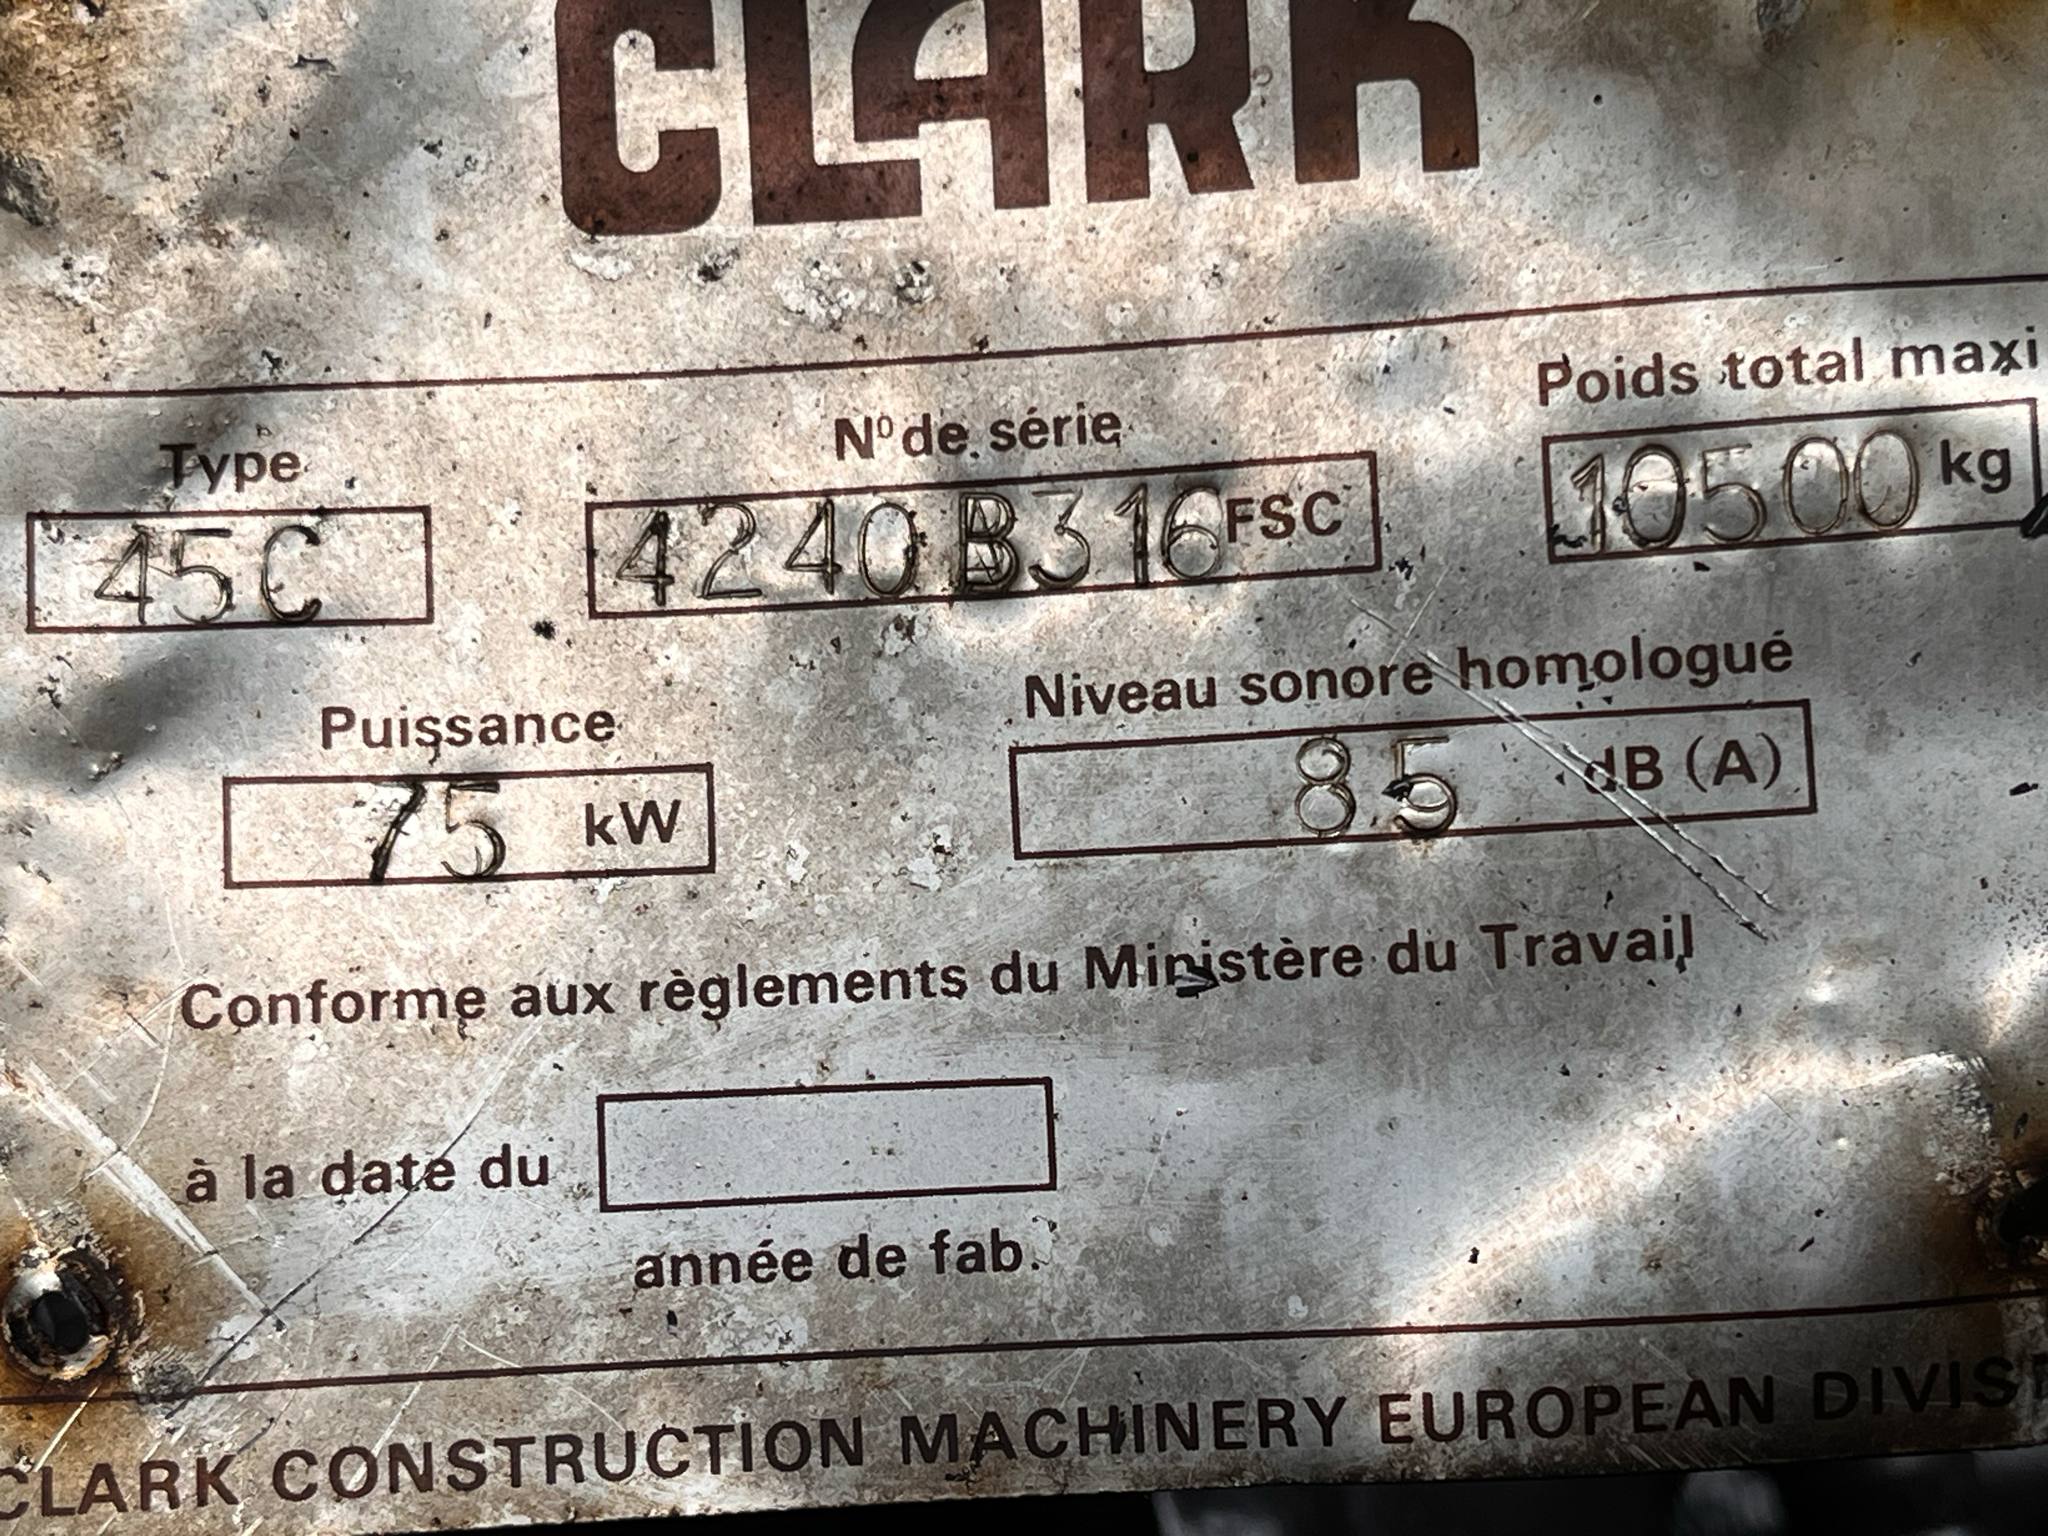 CLARK
Type N° de série Poids total maxi
45C 4240B316 FSC 10500 kg
Puissance Niveau sonore homologué
75 kW 85 dB (A)
Conforme aux règlements du Ministère du Travail
à la date du
année de fab.
CLARK CONSTRUCTION MACHINERY EUROPEAN DIVIS